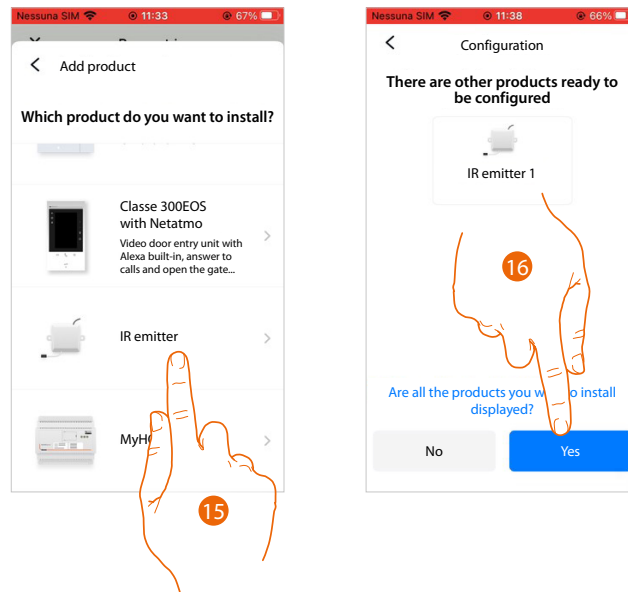 Nessuna SIM 11:33 67%
Add product
Which product do you want to install?
Classe 300EOS
with Netatmo
Video door entry unit with
Alexa built-in, answer to
calls and open the gate...
IR emitter
15
Nessuna SIM 11:38 66%
Configuration
There are other products ready to
be configured
IR emitter 1
16
Are all the products you to install
displayed?
No
Yes